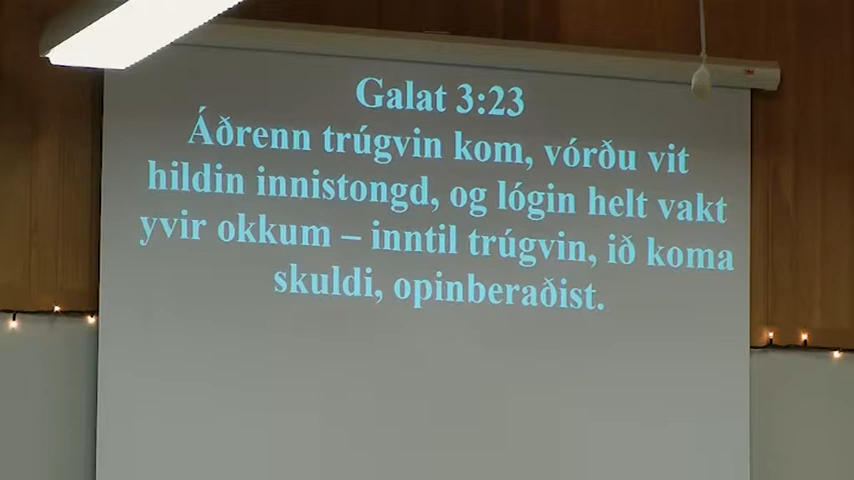 Galat 3:23
Áðrenn trúgvin kom, vórðu vit
hildin innistongd, og lógin helt vakt
yvir okkum – inntil trúgvin, ið koma
skuldi, opinberaðist.